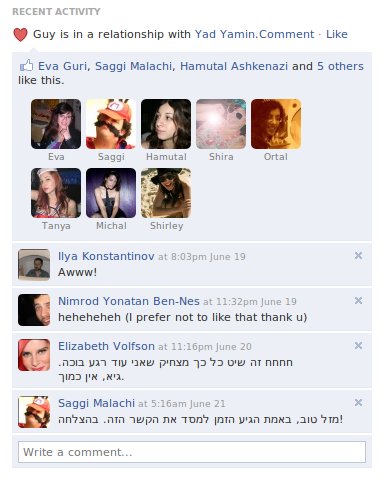 RECENT ACTIVITY
Guy is in a relationship with Yad Yamin.Comment · Like
Eva Guri, Saggi Malachi, Hamutal Ashkenazi and 5 others
like this.
Eva Saggi Hamutal Shira Ortal
Tanya Michal Shirley
Ilya Konstantinov at 8:03pm June 19
Awww!
Nimrod Yonatan Ben-Nes at 11:32pm June 19
heheheheh (I prefer not to like that thank u)
Elizabeth Volfson at 11:16pm June 20
חחחח זה שיט כל כך מצחיק שאני עוד רגע בוכה.
גיא, אין כמוך.
Saggi Malachi at 5:16am June 21
מזל טוב, באמת הגיע הזמן למסד את הקשר הזה. בהצלחה!
Write a comment...